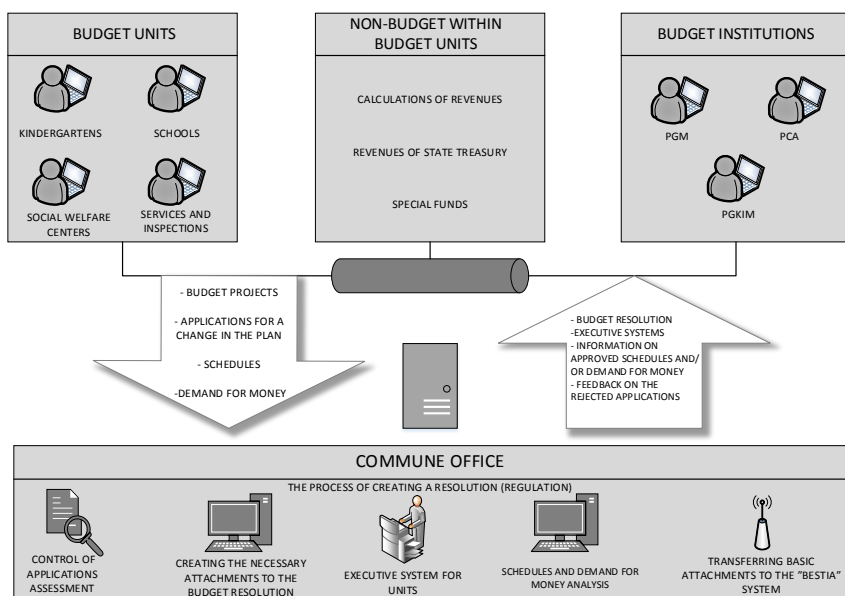 BUDGET UNITS
KINDERGARTENS
SCHOOLS
SOCIAL WELFARE
CENTERS
SERVICES AND
INSPECTIONS
NON-BUDGET WITHIN
BUDGET UNITS
CALCULATIONS OF REVENUES
REVENUES OF STATE TREASURY
SPECIAL FUNDS
BUDGET INSTITUTIONS
PGM
PCA
PGKIM
- BUDGET PROJECTS
- APPLICATIONS FOR A
CHANGE IN THE PLAN
- SCHEDULES
-DEMAND FOR MONEY
- BUDGET RESOLUTION
-EXECUTIVE SYSTEMS
- INFORMATION ON
APPROVED SCHEDULES AND/
OR DEMAND FOR MONEY
- FEEDBACK ON THE
REJECTED APPLICATIONS
COMMUNE OFFICE
THE PROCESS OF CREATING A RESOLUTION (REGULATION)
CONTROL OF
APPLICATIONS
ASSESSMENT
CREATING THE NECESSARY
ATTACHMENTS TO THE
BUDGET RESOLUTION
EXECUTIVE SYSTEM FOR
UNITS
SCHEDULES AND DEMAND FOR
MONEY ANALYSIS
TRANSFERRING BASIC
ATTACHMENTS TO THE "BESTIA"
SYSTEM